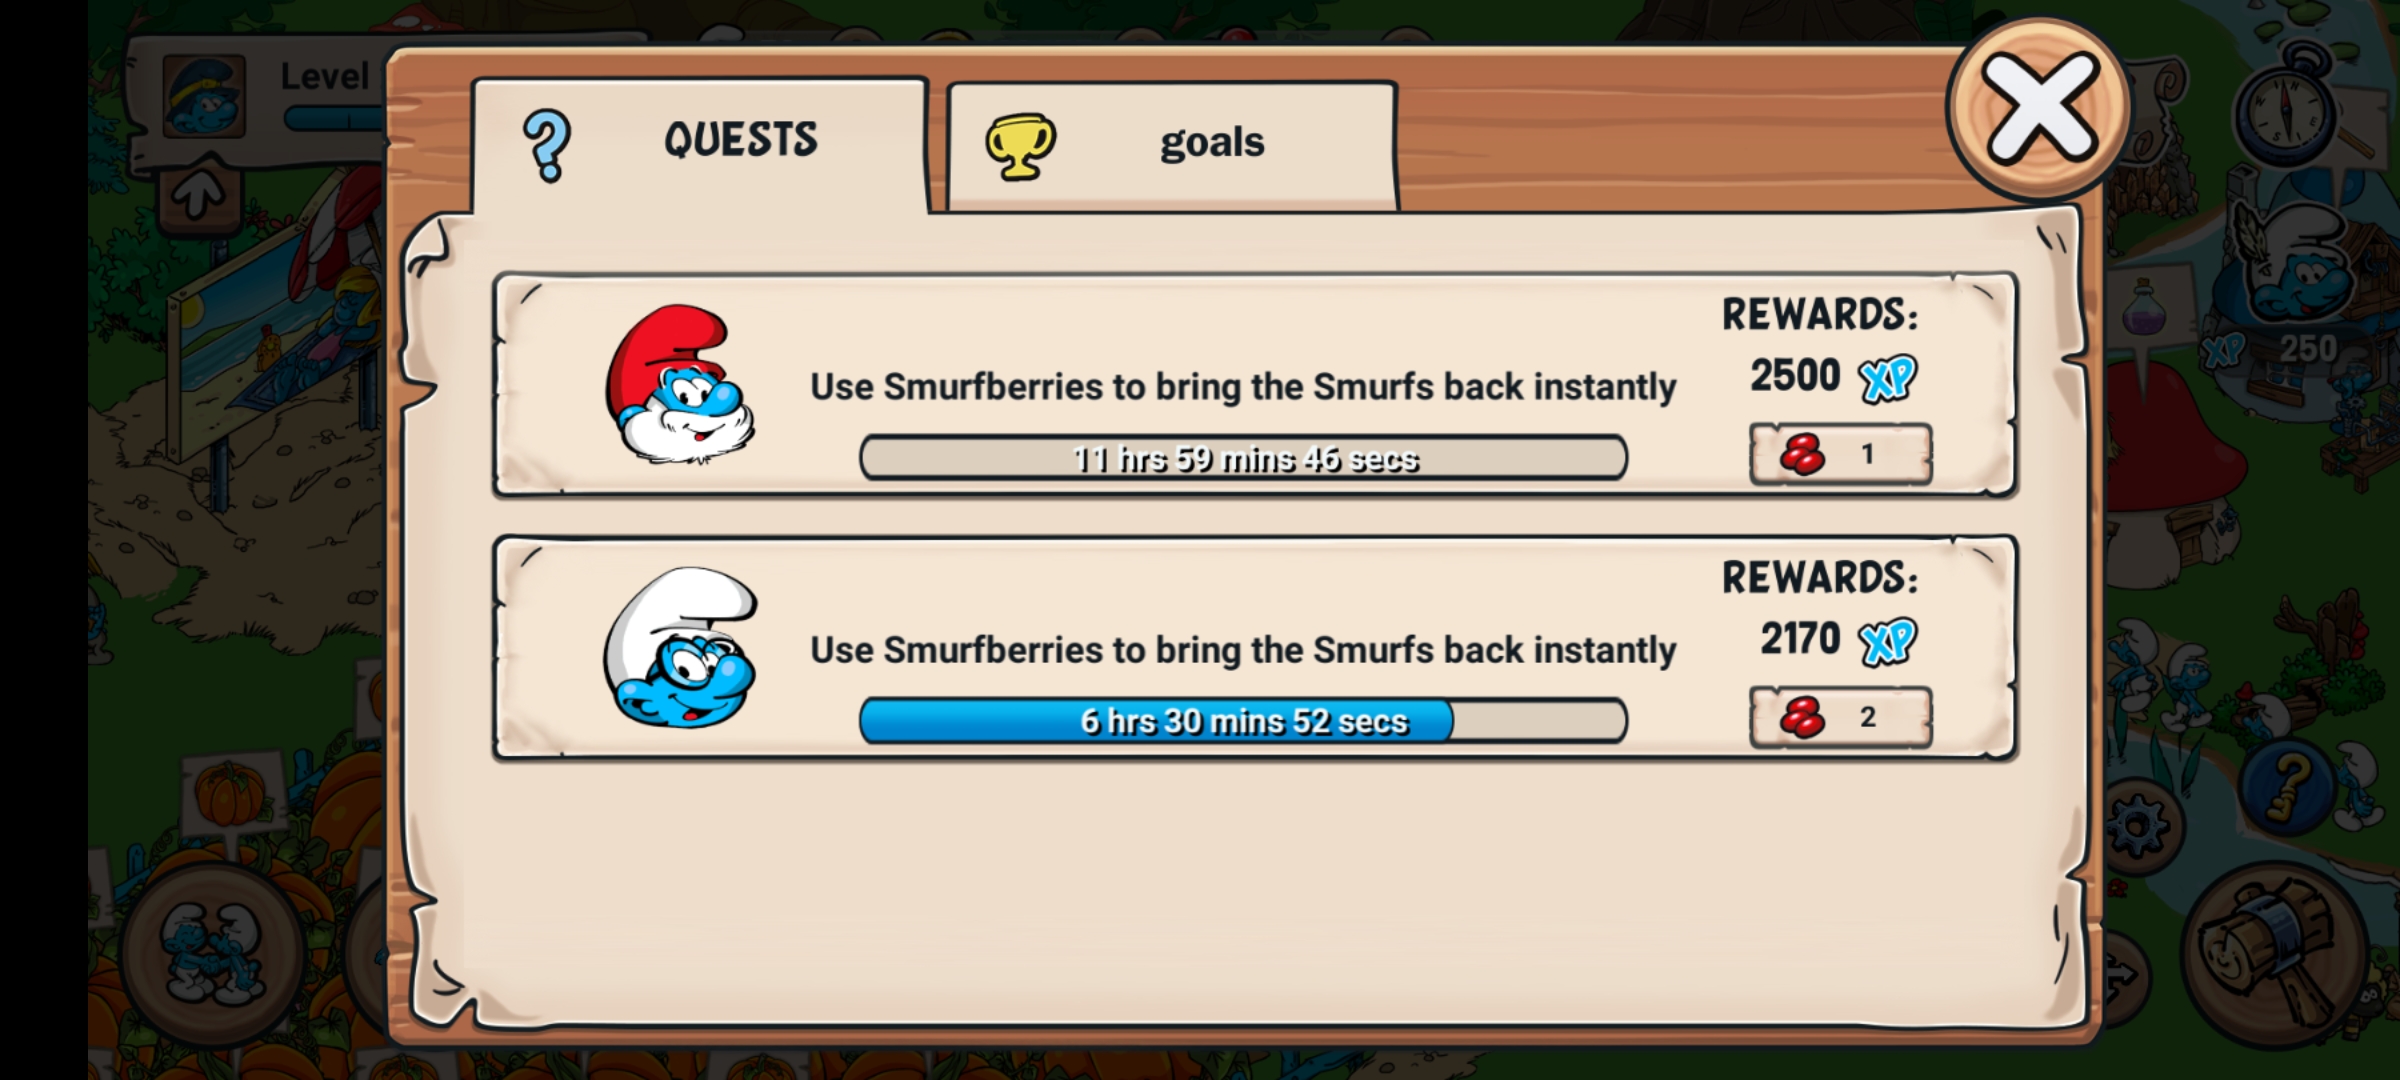 Level
QUESTS
goals
REWARDS:
2500 XP
Use Smurfberries to bring the Smurfs back instantly
11 hrs 59 mins 46 secs
1
REWARDS:
2170 XP
Use Smurfberries to bring the Smurfs back instantly
6 hrs 30 mins 52 secs
2
XP 250